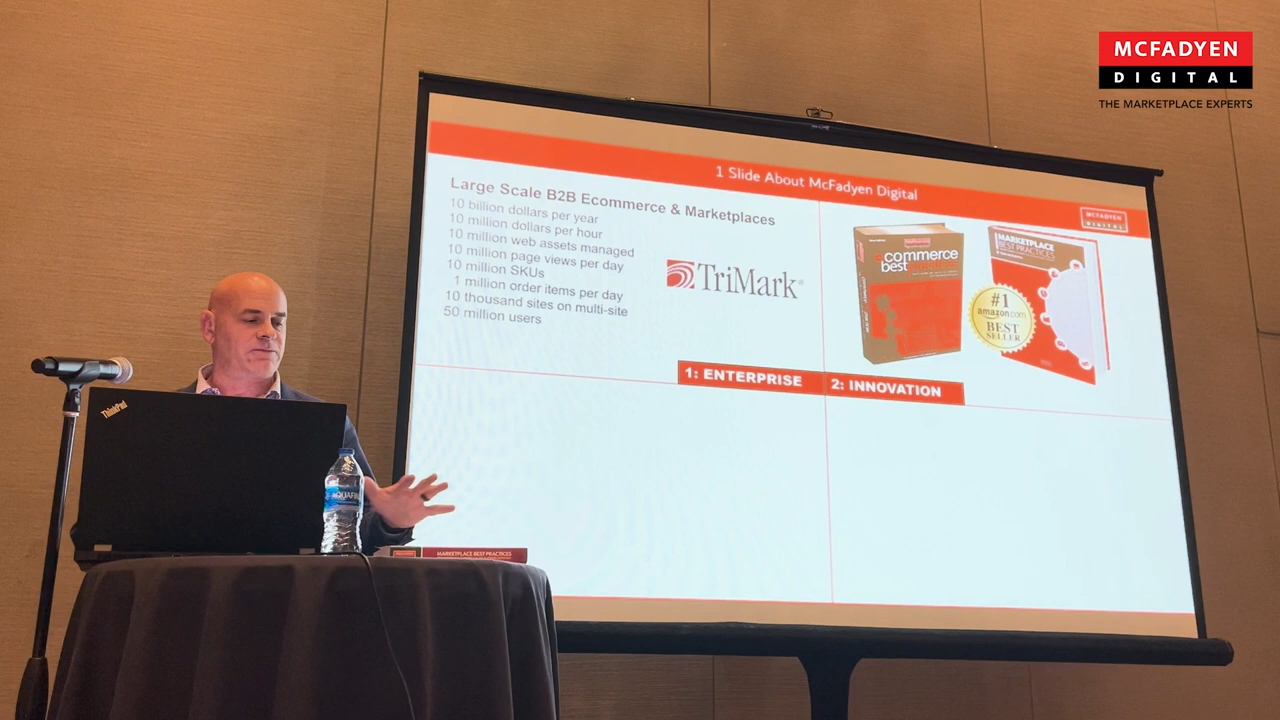 MCFADYEN
DIGITAL
THE MARKETPLACE EXPERTS
1 Slide About McFadyen Digital
MCFADYEN
DIGITAL
Large Scale B2B Ecommerce & Marketplaces
10 billion dollars per year
10 million dollars per hour
10 million web assets managed
10 million page views per day
10 million SKUs
1 million order items per day
10 thousand sites on multi-site
50 million users
TriMark®
ecommerce
best
MARKETPLACE
BEST PRACTICES
#1
amazon.com
BEST
SELLER
1: ENTERPRISE
2: INNOVATION
ThinkPad
MARKETPLACE BEST PRACTICES